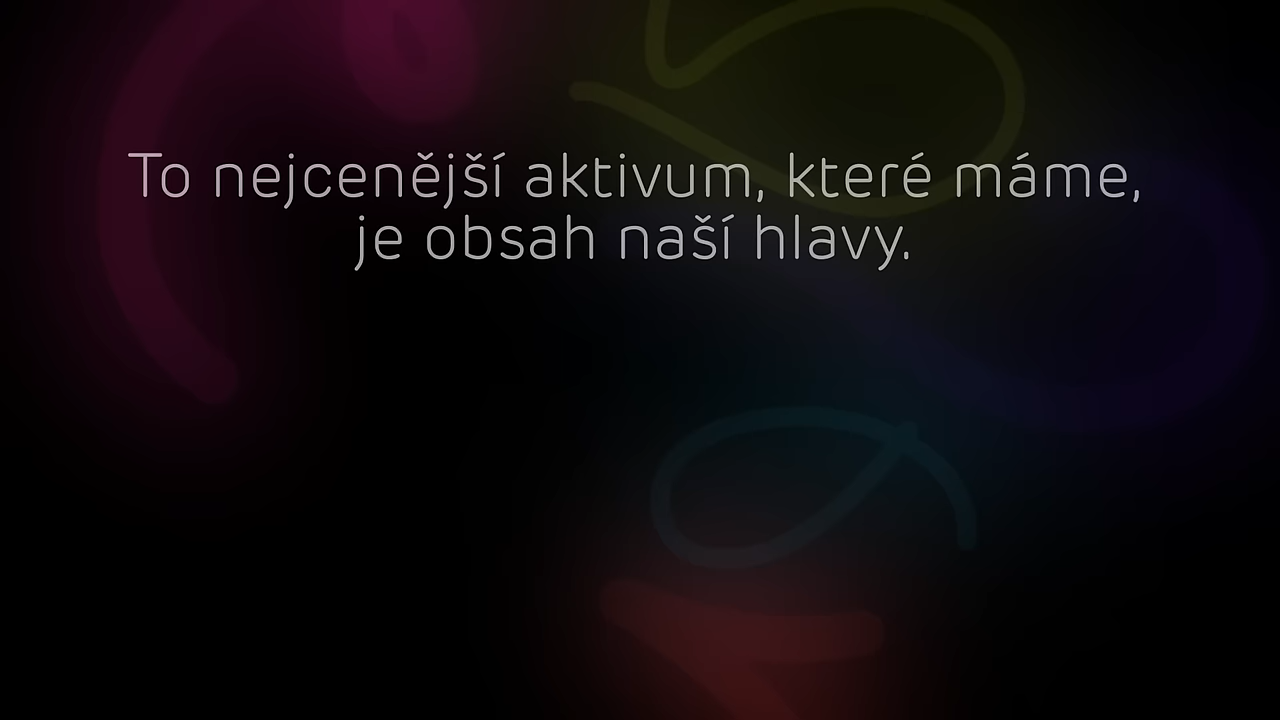 To nejcenější aktivum, které máme,
je obsah naší hlavy.